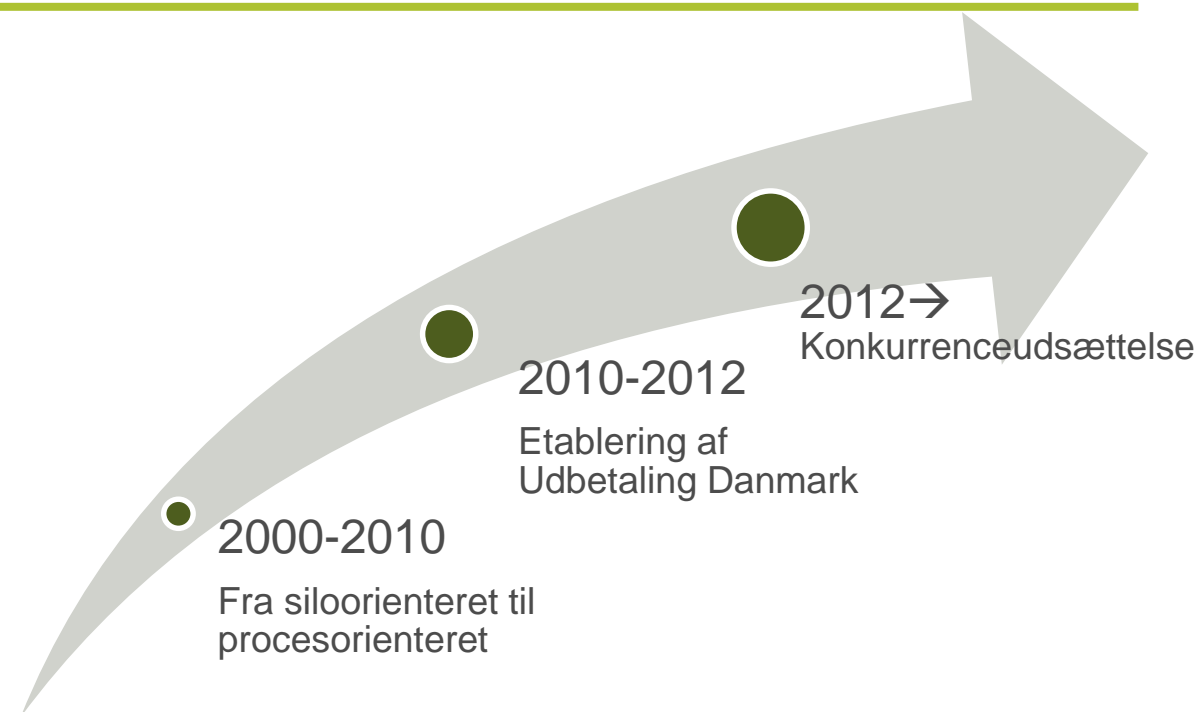 2000-2010
Fra siloorienteret til
procesorienteret
2010-2012
Etablering af
Udbetaling Danmark
2012→
Konkurrenceudsættelse